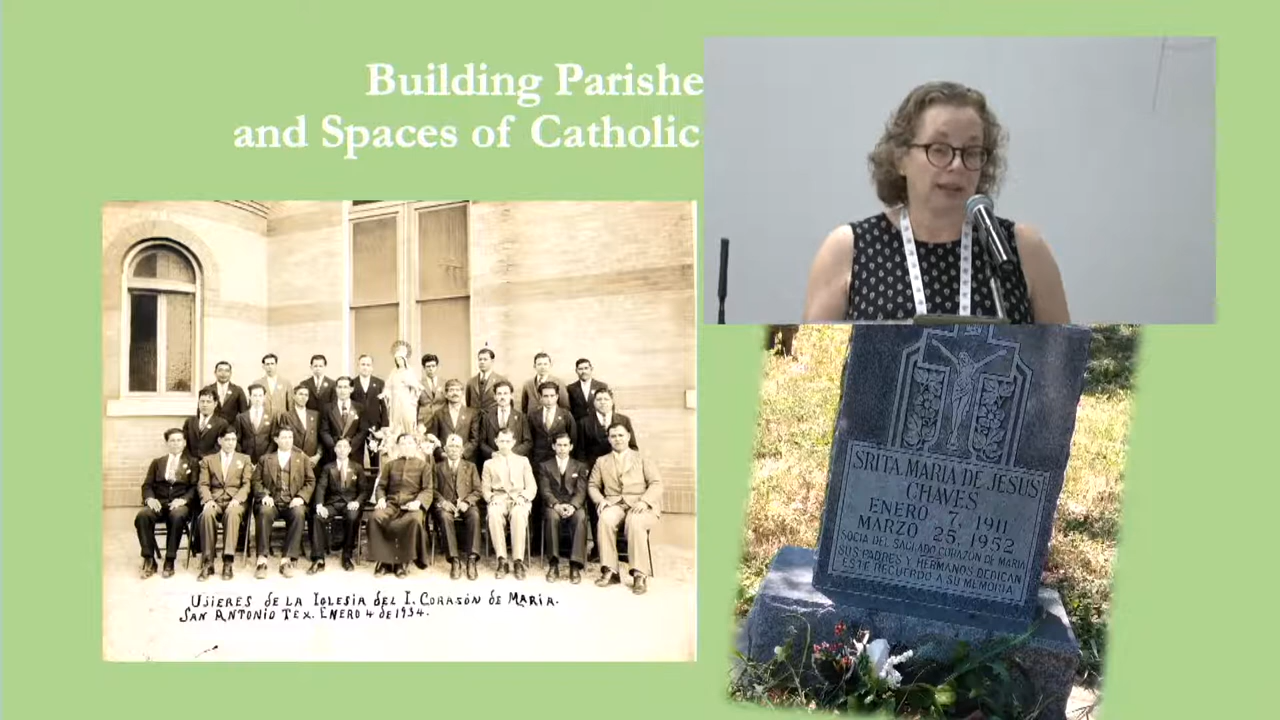 Building Parishe
and Spaces of Catholic
Ujieres de la Iglesia del I. Corasón de Maria.
San Antonio Tex. Enero 4 de 1934.
SRITA. MARIA DE JESUS
CHAVES
ENERO 7, 1911
MARZO 25, 1952
SOCIA DEL SAGRADO CORAZON DE MARIA
SUS PADRES Y HERMANOS DEDICAN
ESTE RECUERDO A SU MEMORIA